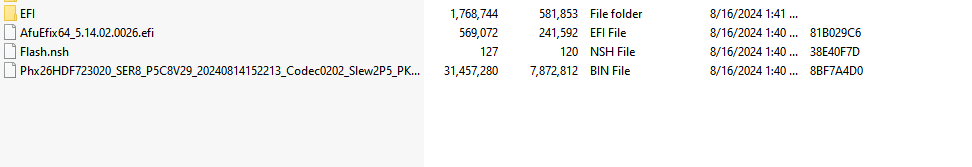 EFI 1,768,744 581,853 File folder 8/16/2024 1:41 ...
AfuEfix64_5.14.02.0026.efi 569,072 241,592 EFI File 8/16/2024 1:40 ... 81B029C6
Flash.nsh 127 120 NSH File 8/16/2024 1:40 ... 38E40F7D
Phx26HDF723020_SER8_P5C8V29_20240814152213_Codec0202_Slew2P5_PK... 31,457,280 7,872,812 BIN File 8/16/2024 1:40 ... 8BF7A4D0